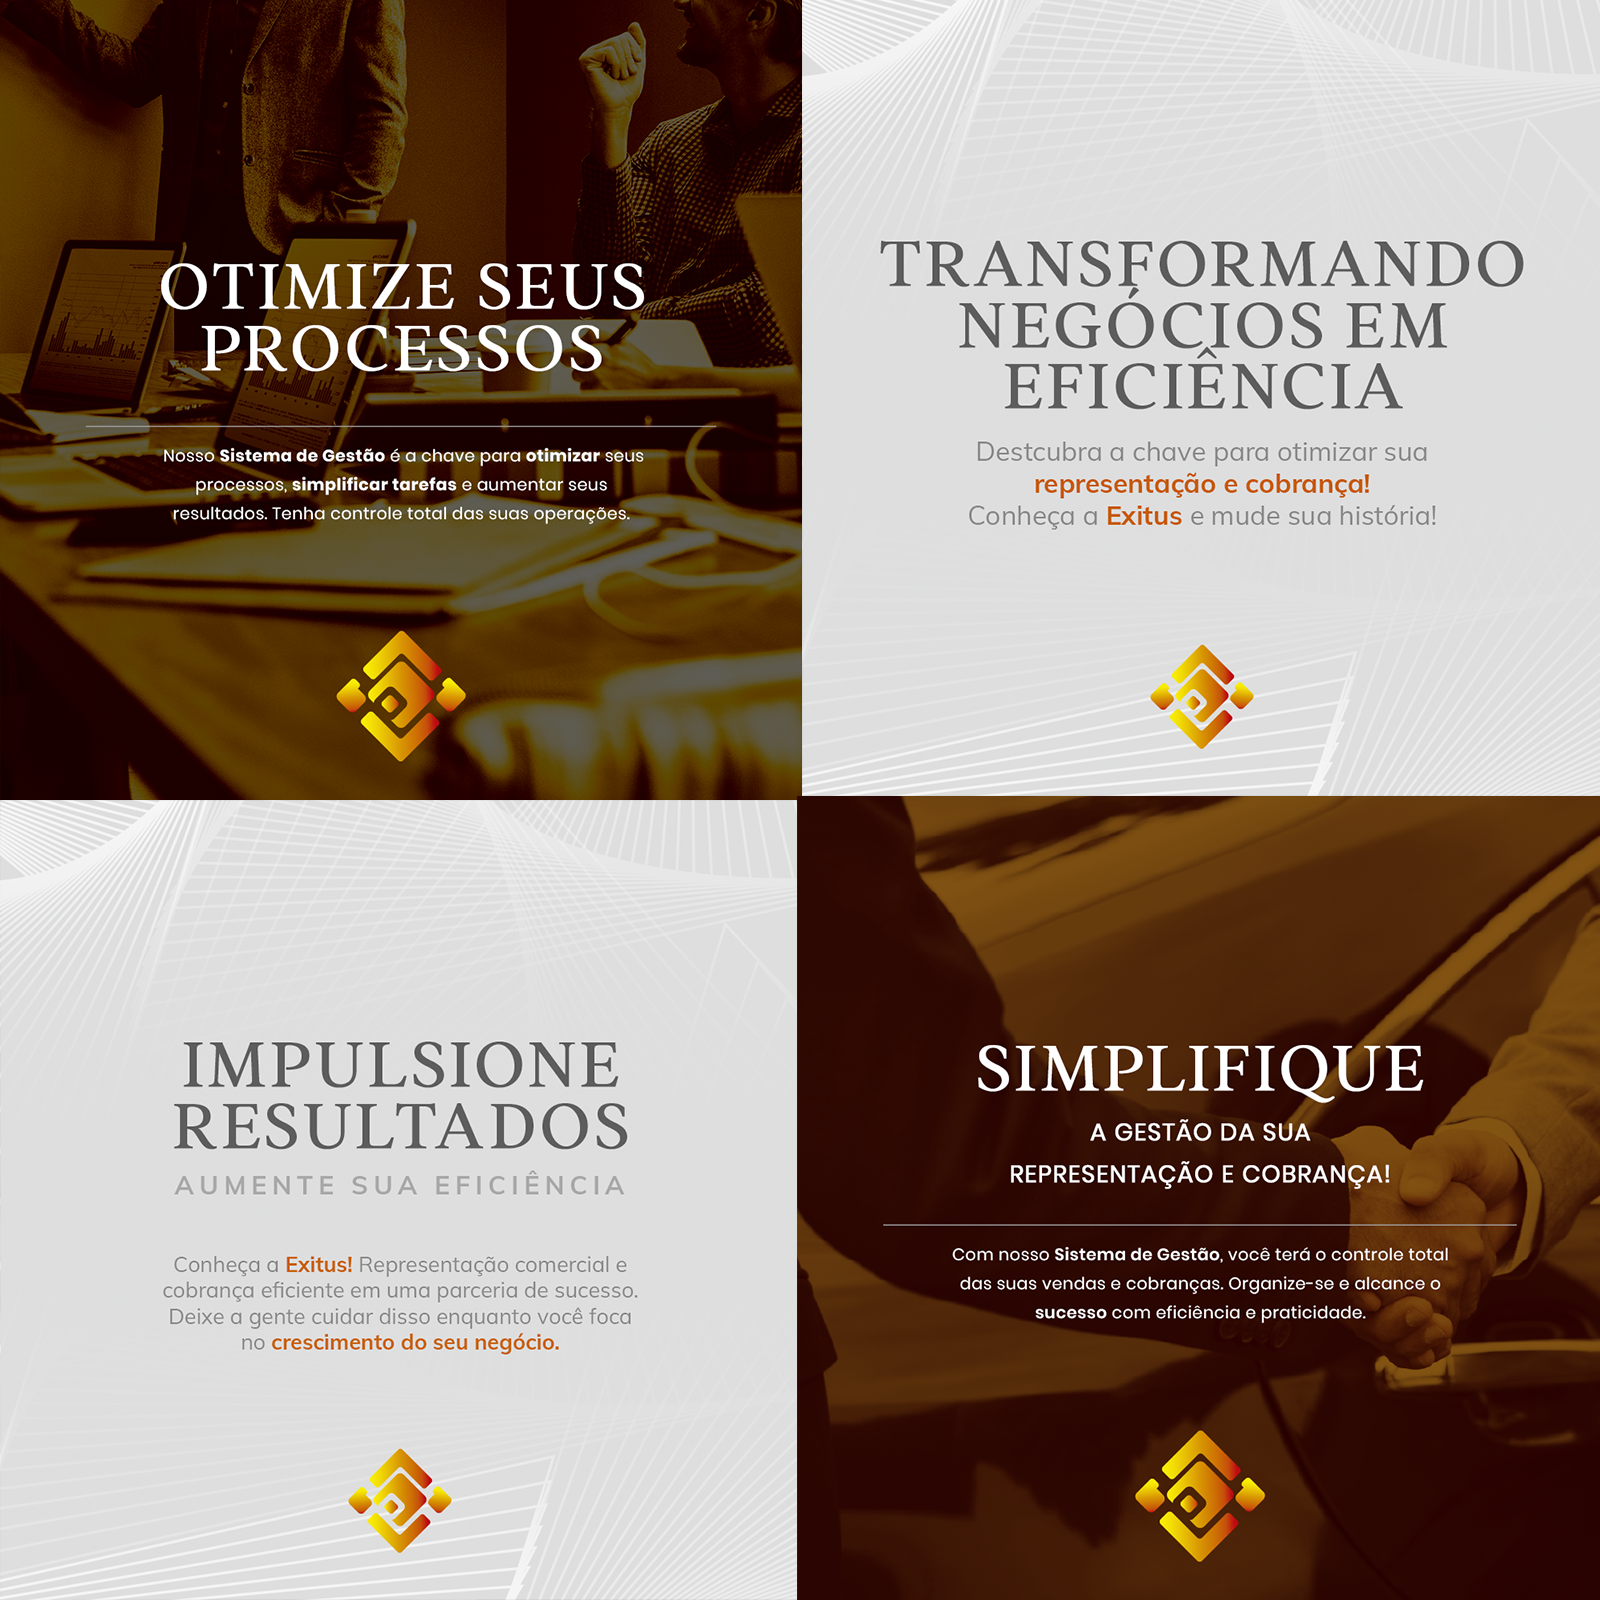 OTIMIZE SEUS
PROCESSOS
Nosso Sistema de Gestão é a chave para otimizar seus
processos, simplificar tarefas e aumentar seus
resultados. Tenha controle total das suas operações.
TRANSFORMANDO
NEGÓCIOS EM
EFICIÊNCIA
Destcubra a chave para otimizar sua
representação e cobrança!
Conheça a Exitus e mude sua história!
IMPULSIONE
RESULTADOS
AUMENTE SUA EFICIÊNCIA
Conheça a Exitus! Representação comercial e
cobrança eficiente em uma parceria de sucesso.
Deixe a gente cuidar disso enquanto você foca
no crescimento do seu negócio.
SIMPLIFIQUE
A GESTÃO DA SUA
REPRESENTAÇÃO E COBRANÇA!
Com nosso Sistema de Gestão, você terá o controle total
das suas vendas e cobranças. Organize-se e alcance o
sucesso com eficiência e praticidade.